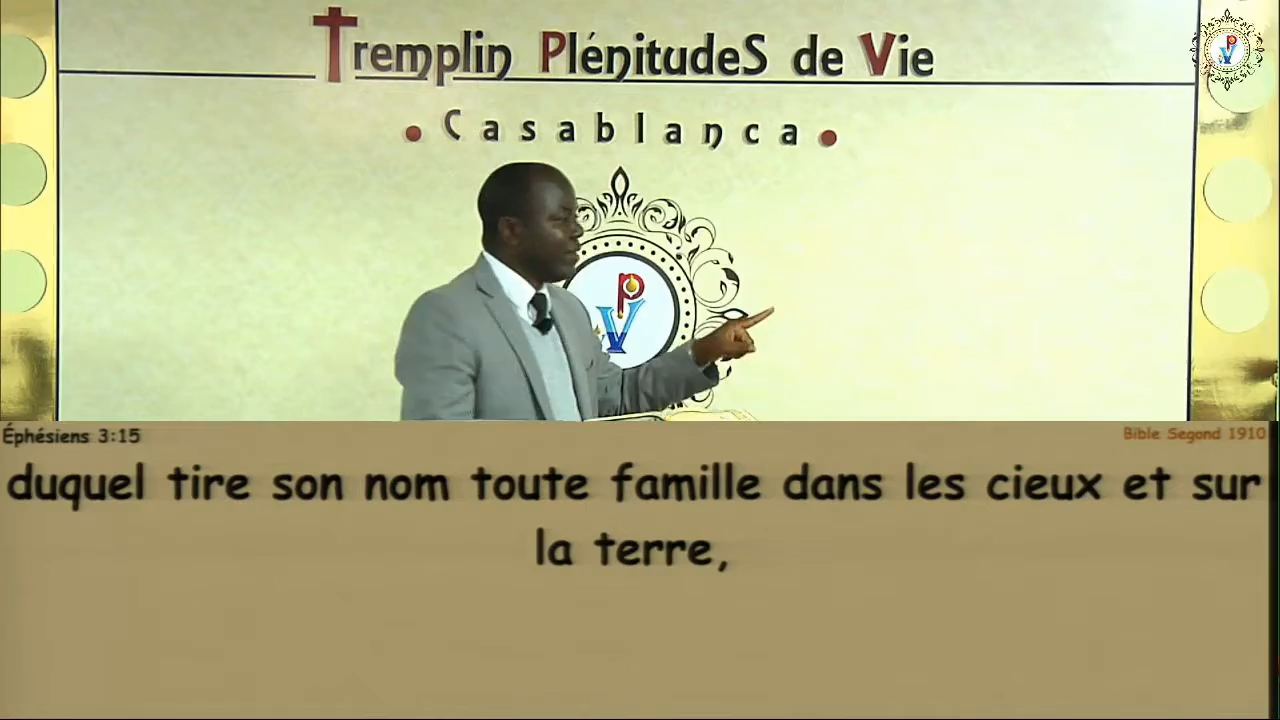 Tremplin PlénitudeS de Vie
• Casablanca •
PV
Éphésiens 3:15
Bible Segond 1910
duquel tire son nom toute famille dans les cieux et sur
la terre,